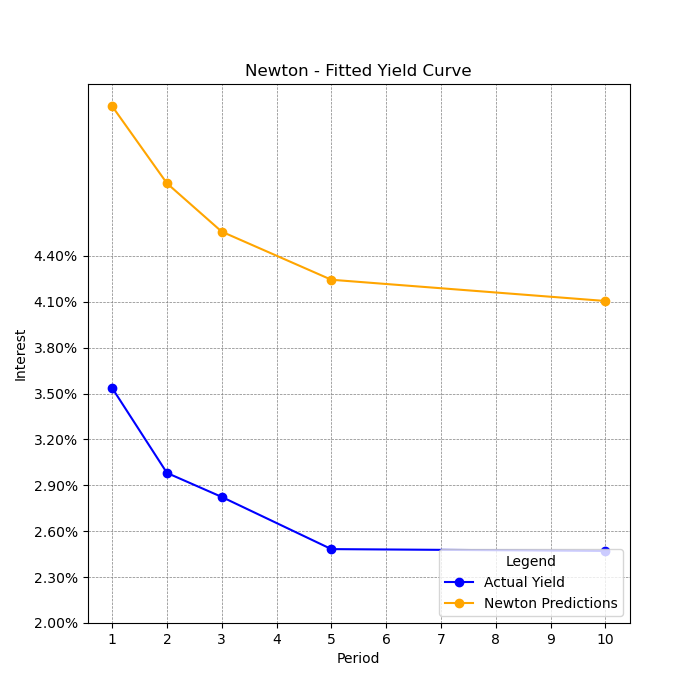 Newton - Fitted Yield Curve
Interest
4.40%
4.10%
3.80%
3.50%
3.20%
2.90%
2.60%
2.30%
2.00%
Legend
Actual Yield
Newton Predictions
1 2 3 4 5 6 7 8 9 10
Period